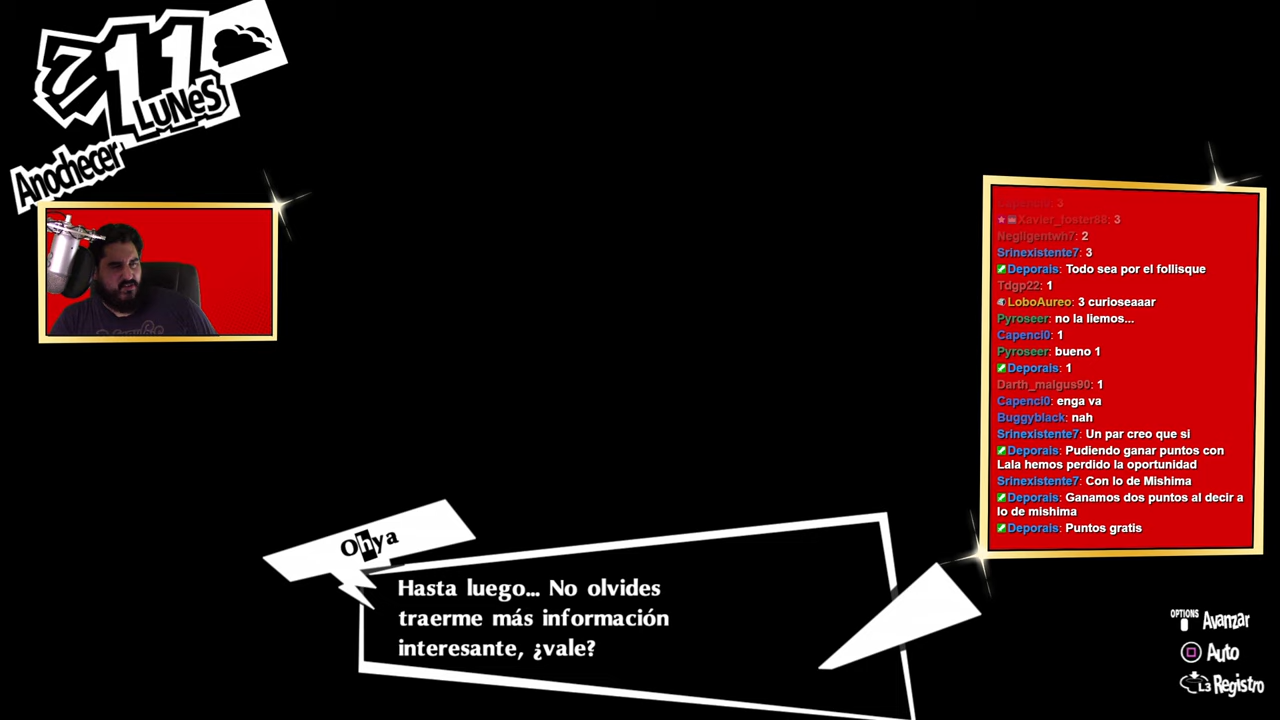 7/11
LUNeS
Anochecer
Capenci0: 3
Xavier_foster88: 3
Negligentwh7: 2
Srinexistente7: 3
Deporais: Todo sea por el follisque
Tdgp22: 1
LoboAureo: 3 curioseaaar
Pyroseer: no la liemos...
Capenci0: 1
Pyroseer: bueno 1
Deporais: 1
Darth_malgus90: 1
Capenci0: enga va
Buggyblack: nah
Srinexistente7: Un par creo que si
Deporais: Pudiendo ganar puntos con
Lala hemos perdido la oportunidad
Srinexistente7: Con lo de Mishima
Deporais: Ganamos dos puntos al decir a
lo de mishima
Deporais: Puntos gratis
Ohya
Hasta luego... No olvides
traerme más información
interesante, ¿vale?
OPTIONS Avanzar
Auto
L3 Registro